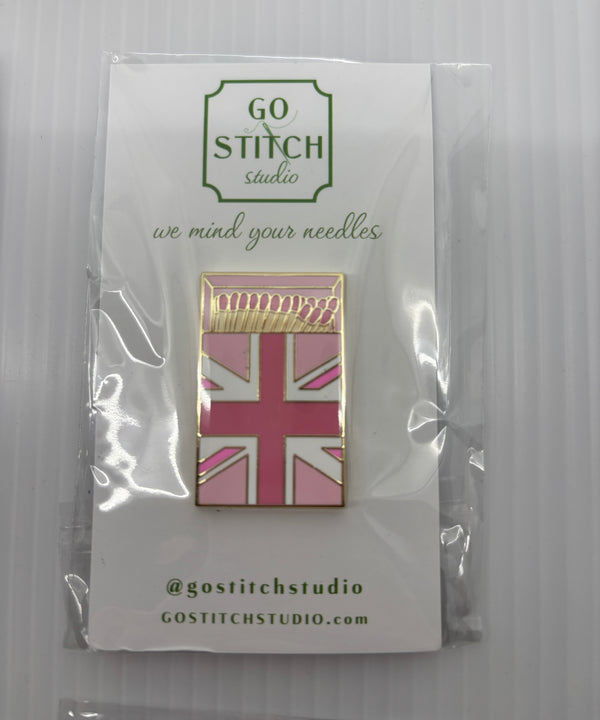 GO
STITCH
studio
we mind your needles
@gostitchstudio
GOSTITCHSTUDIO.com